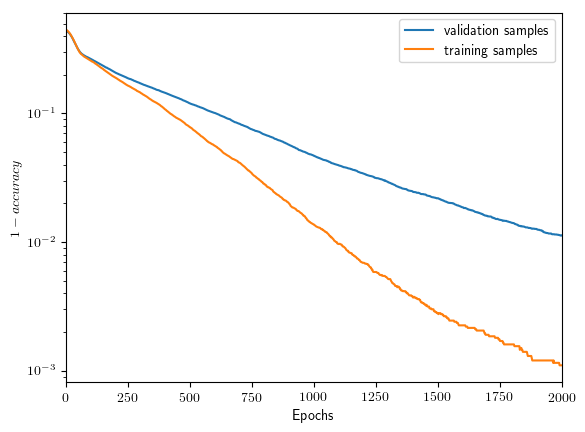 validation samples
training samples
10⁻¹
10⁻²
10⁻³
1 − accuracy
0 250 500 750 1000 1250 1500 1750 2000
Epochs